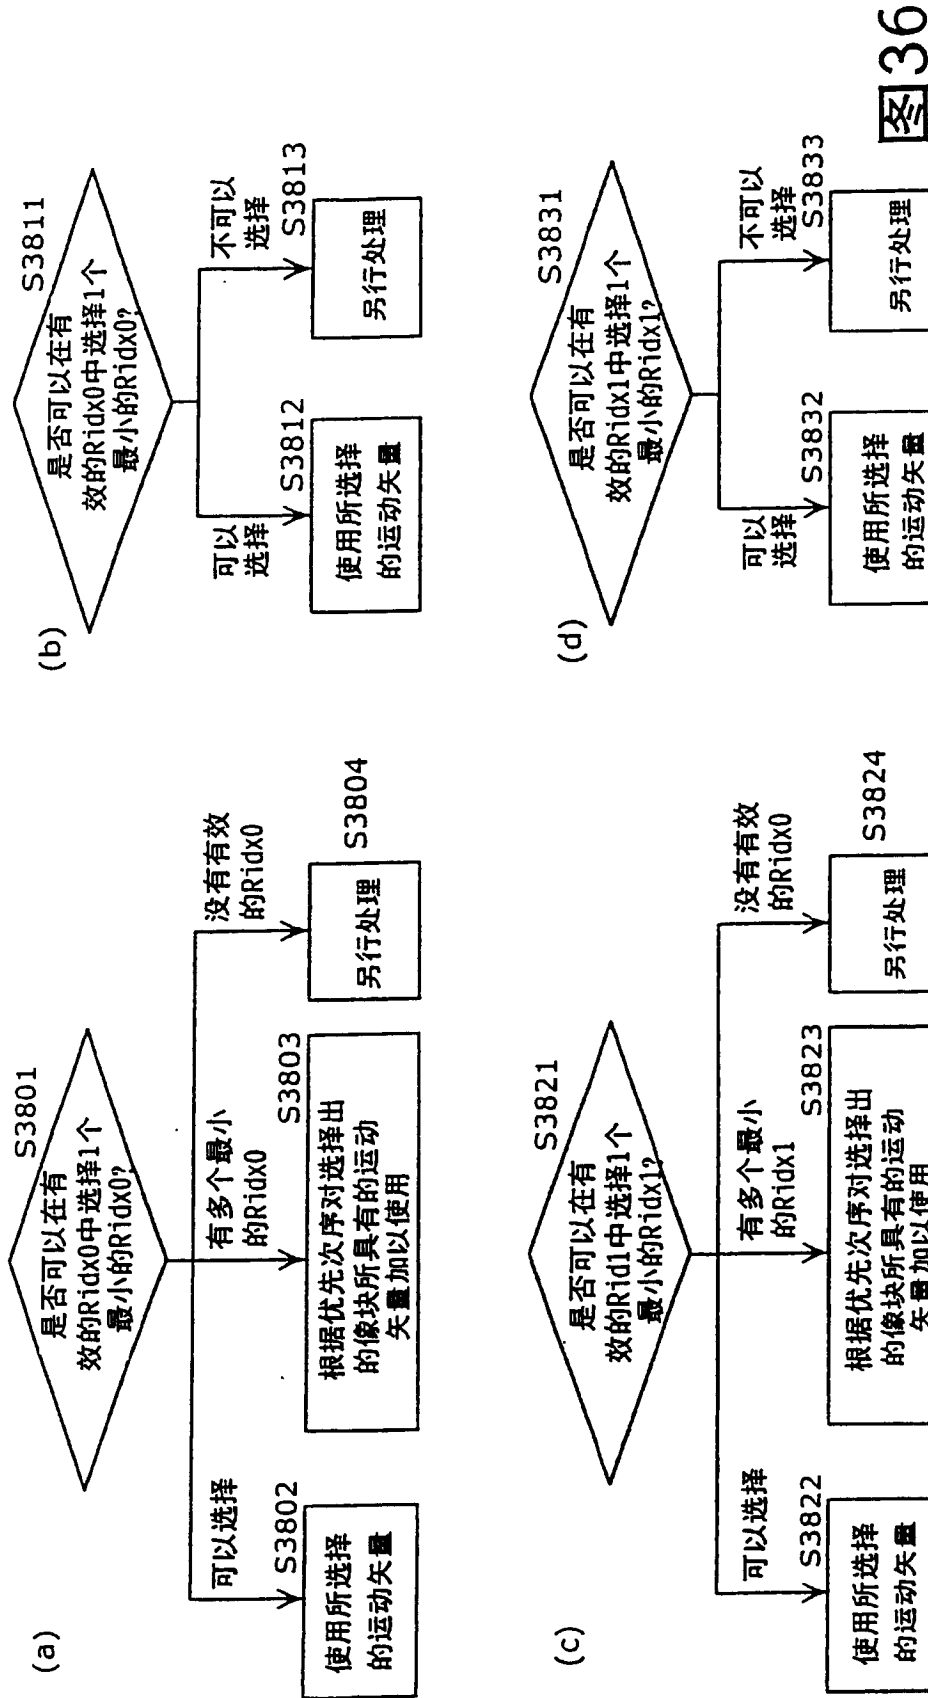 (a)
是否可以在有
效的Ridx0中选择1个
最小的Ridx0?
S3801
可以选择
S3802
使用所选择
的运动矢量
有多个最小
的Ridx0
S3803
根据优先次序对选择出
的像块所具有的运动
矢量加以使用
没有有效
的Ridx0
S3804
另行处理
(b)
是否可以在有
效的Ridx0中选择1个
最小的Ridx0?
S3811
可以
选择
S3812
使用所选择
的运动矢量
不可以
选择
S3813
另行处理
(c)
是否可以在有
效的Rid1中选择1个
最小的Ridx1?
S3821
可以选择
S3822
使用所选择
的运动矢量
有多个最小
的Ridx1
S3823
根据优先次序对选择出
的像块所具有的运动
矢量加以使用
没有有效
的Ridx0
S3824
另行处理
(d)
是否可以在有
效的Ridx1中选择1个
最小的Ridx1?
S3831
可以
选择
S3832
使用所选择
的运动矢量
不可以
选择
S3833
另行处理
图36